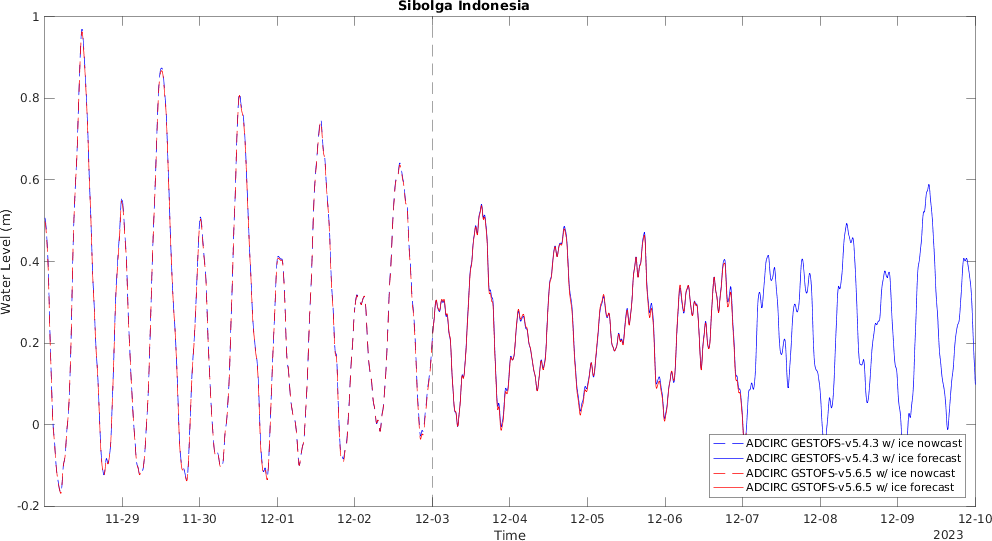 Sibolga Indonesia
1
0.8
0.6
0.4
0.2
0
-0.2
Water Level (m)
11-29 11-30 12-01 12-02 12-03 12-04 12-05 12-06 12-07 12-08 12-09 12-10
Time
2023
ADCIRC GESTOFS-v5.4.3 w/ ice nowcast
ADCIRC GESTOFS-v5.4.3 w/ ice forecast
ADCIRC GSTOFS-v5.6.5 w/ ice nowcast
ADCIRC GSTOFS-v5.6.5 w/ ice forecast